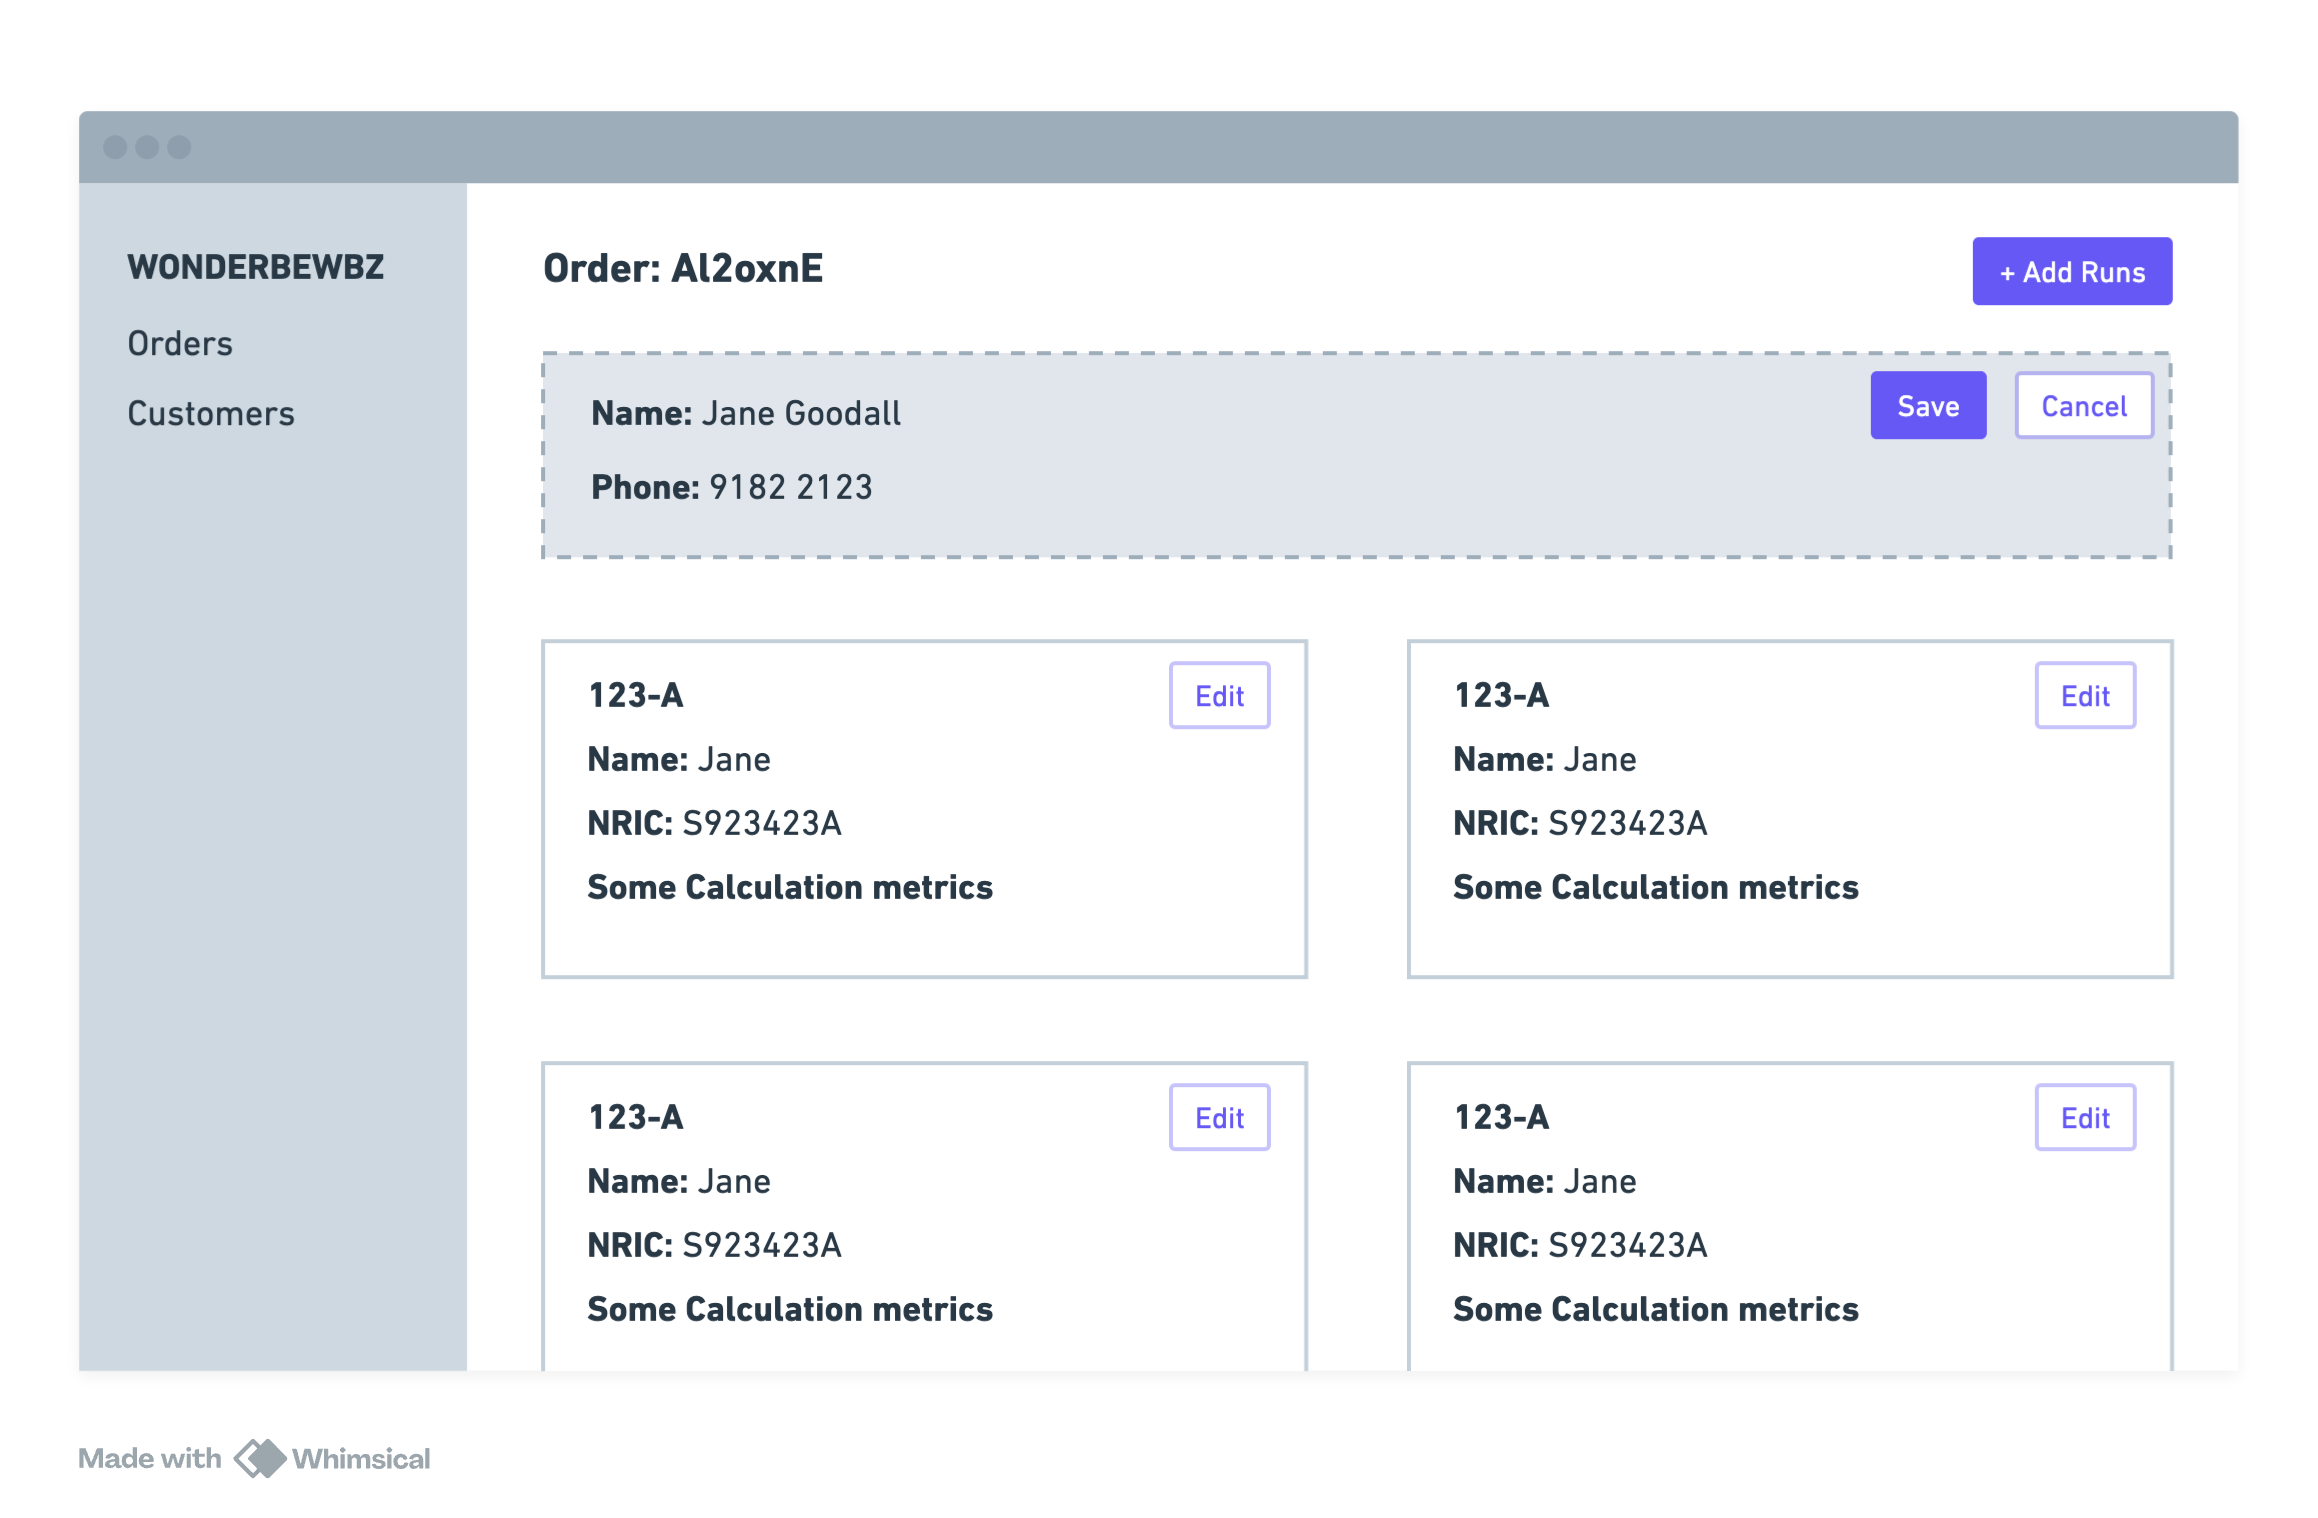 WONDERBEWBZ
Orders
Customers
Order: Al2oxnE
+ Add Runs
Name: Jane Goodall
Save
Cancel
Phone: 9182 2123
123-A
Edit
Name: Jane
NRIC: S923423A
Some Calculation metrics
123-A
Edit
Name: Jane
NRIC: S923423A
Some Calculation metrics
123-A
Edit
Name: Jane
NRIC: S923423A
Some Calculation metrics
123-A
Edit
Name: Jane
NRIC: S923423A
Some Calculation metrics
Made with Whimsical